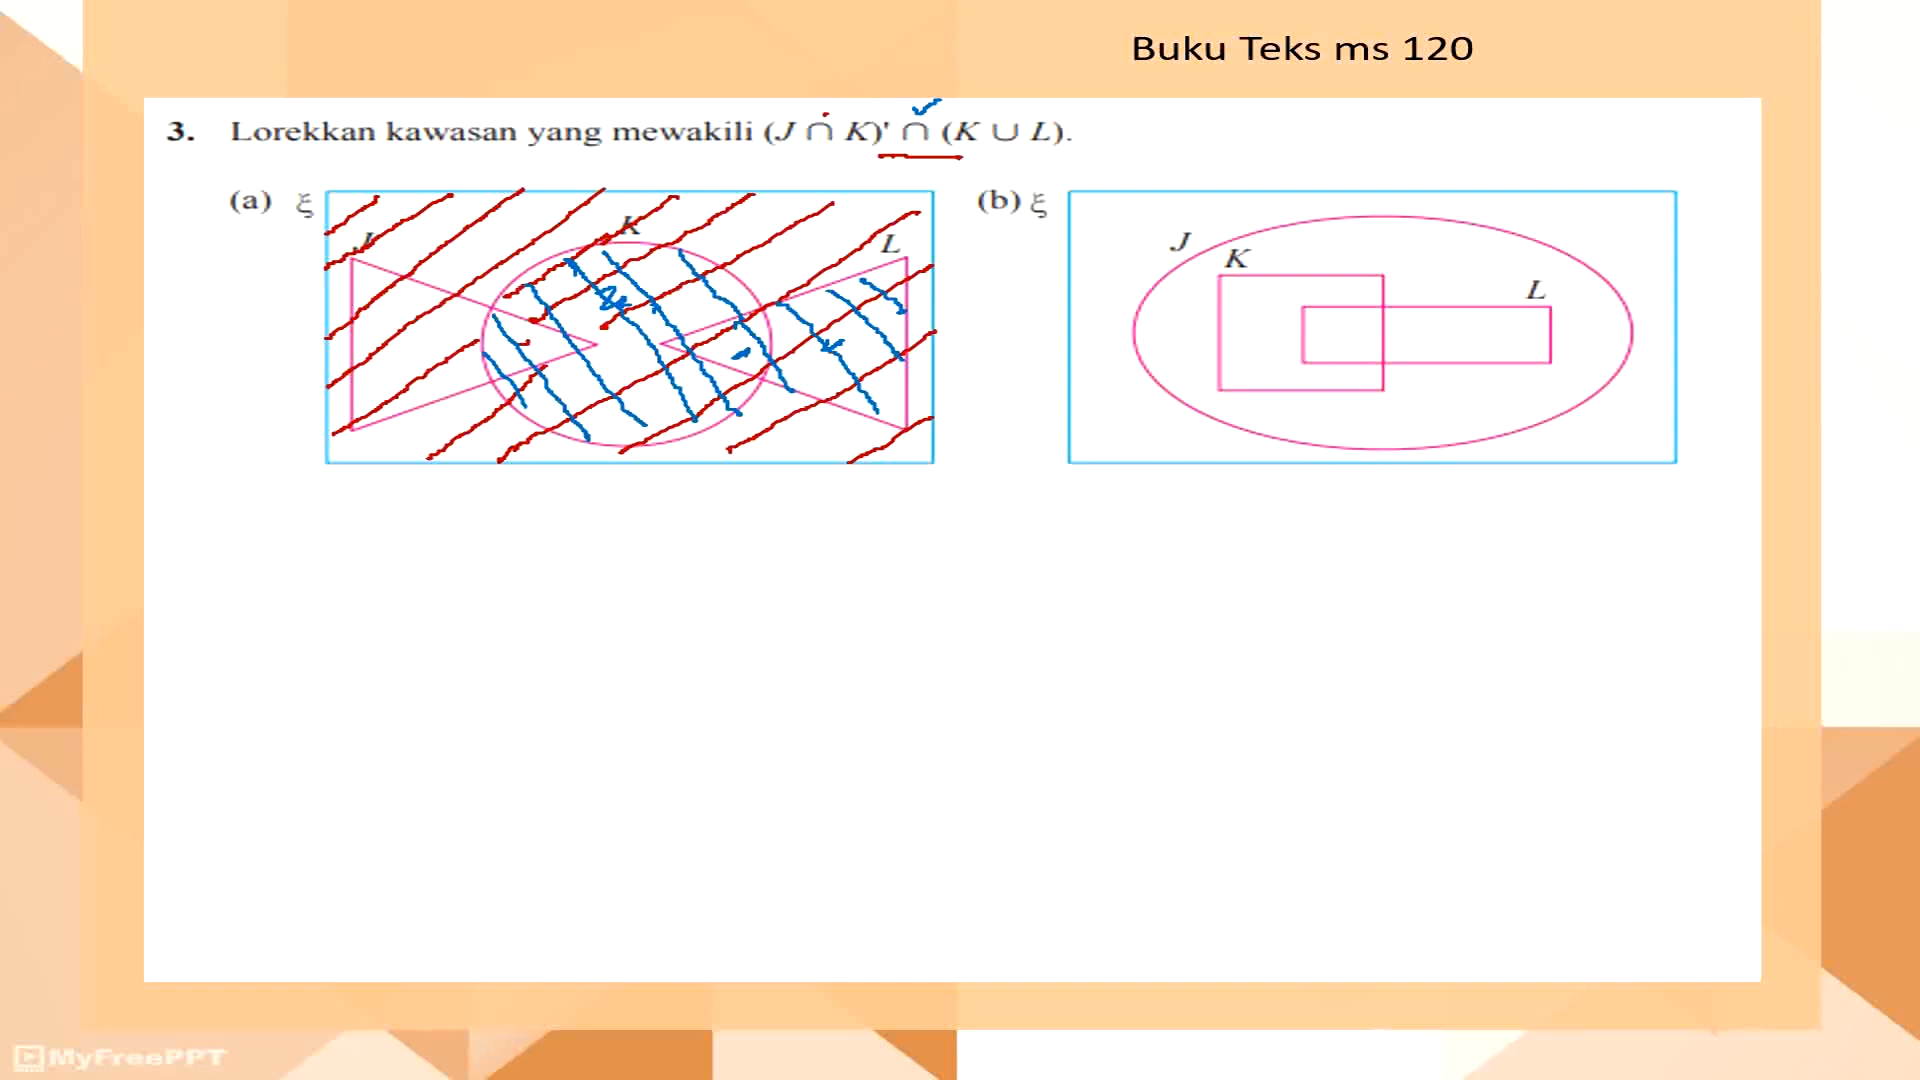 Buku Teks ms 120
3. Lorekkan kawasan yang mewakili (J ∩ K)' ∩ (K ∪ L).
(a) ξ
J
K
L
(b) ξ
J
K
L
MyFreePPT